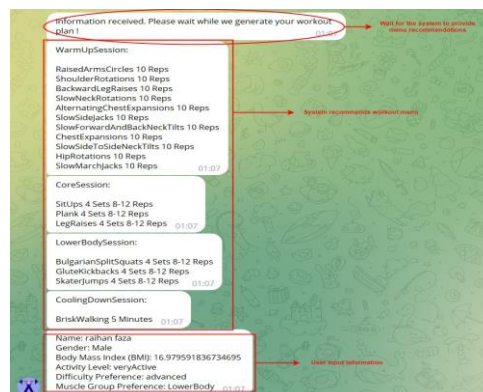 Information received. Please wait while we generate your workout
plan !
01:07
Wait for the system to provide
menu recommendations
WarmUpSession:
RaisedArmsCircles 10 Reps
ShoulderRotations 10 Reps
BackwardLegRaises 10 Reps
SlowNeckRotations 10 Reps
AlternatingChestExpansions 10 Reps
SlowSideJacks 10 Reps
SlowForwardAndBackNeckTilts 10 Reps
ChestExpansions 10 Reps
SlowSideToSideNeckTilts 10 Reps
HipRotations 10 Reps
SlowMarchJacks 10 Reps
01:07
System recommends workout menu
CoreSession:
SitUps 4 Sets 8-12 Reps
Plank 4 Sets 8-12 Reps
LegRaises 4 Sets 8-12 Reps
01:07
LowerBodySession:
BulgarianSplitSquats 4 Sets 8-12 Reps
GluteKickbacks 4 Sets 8-12 Reps
SkaterJumps 4 Sets 8-12 Reps
01:07
CoolingDownSession:
BriskWalking 5 Minutes
01:07
Name: raihan faza
Gender: Male
Body Mass Index (BMI): 16.979591836734695
Activity Level: veryActive
Difficulty Preference: advanced
Muscle Group Preference: LowerBody
01:07
User input information